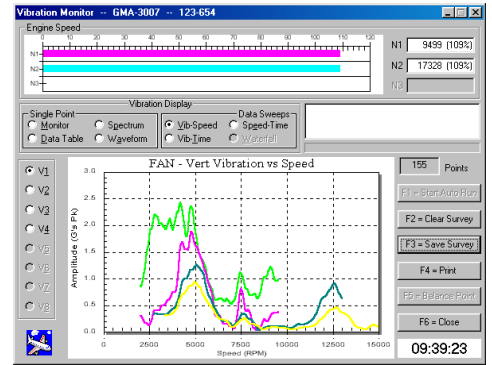 Vibration Monitor -- GMA-3007 -- 123-654
Engine Speed
0 10 20 30 40 50 60 70 80 90 100 110 120
N1
N2
N3
N1 9499 (109%)
N2 17328 (109%)
N3
Vibration Display
Single Point
Data Sweeps
Monitor Spectrum Vib-Speed Speed-Time
Data Table Waveform Vib-Time Waterfall
V1
V2
V3
V4
V5
V6
V7
V8
FAN - Vert Vibration vs Speed
Amplitude (G's Pk)
3.0
2.5
2.0
1.5
1.0
0.5
0.0
0 2500 5000 7500 10000 12500 15000
Speed (RPM)
155 Points
F1 = Start Auto Run
F2 = Clear Survey
F3 = Save Survey
F4 = Print
F5 = Balance Point
F6 = Close
09:39:23